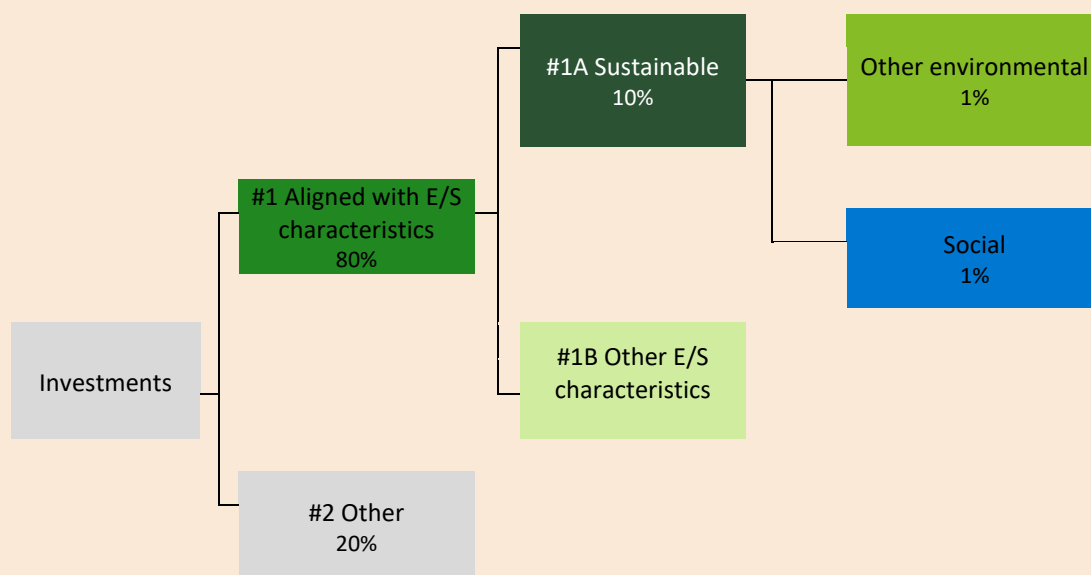 Investments
#1 Aligned with E/S
characteristics
80%
#2 Other
20%
#1A Sustainable
10%
#1B Other E/S
characteristics
Other environmental
1%
Social
1%